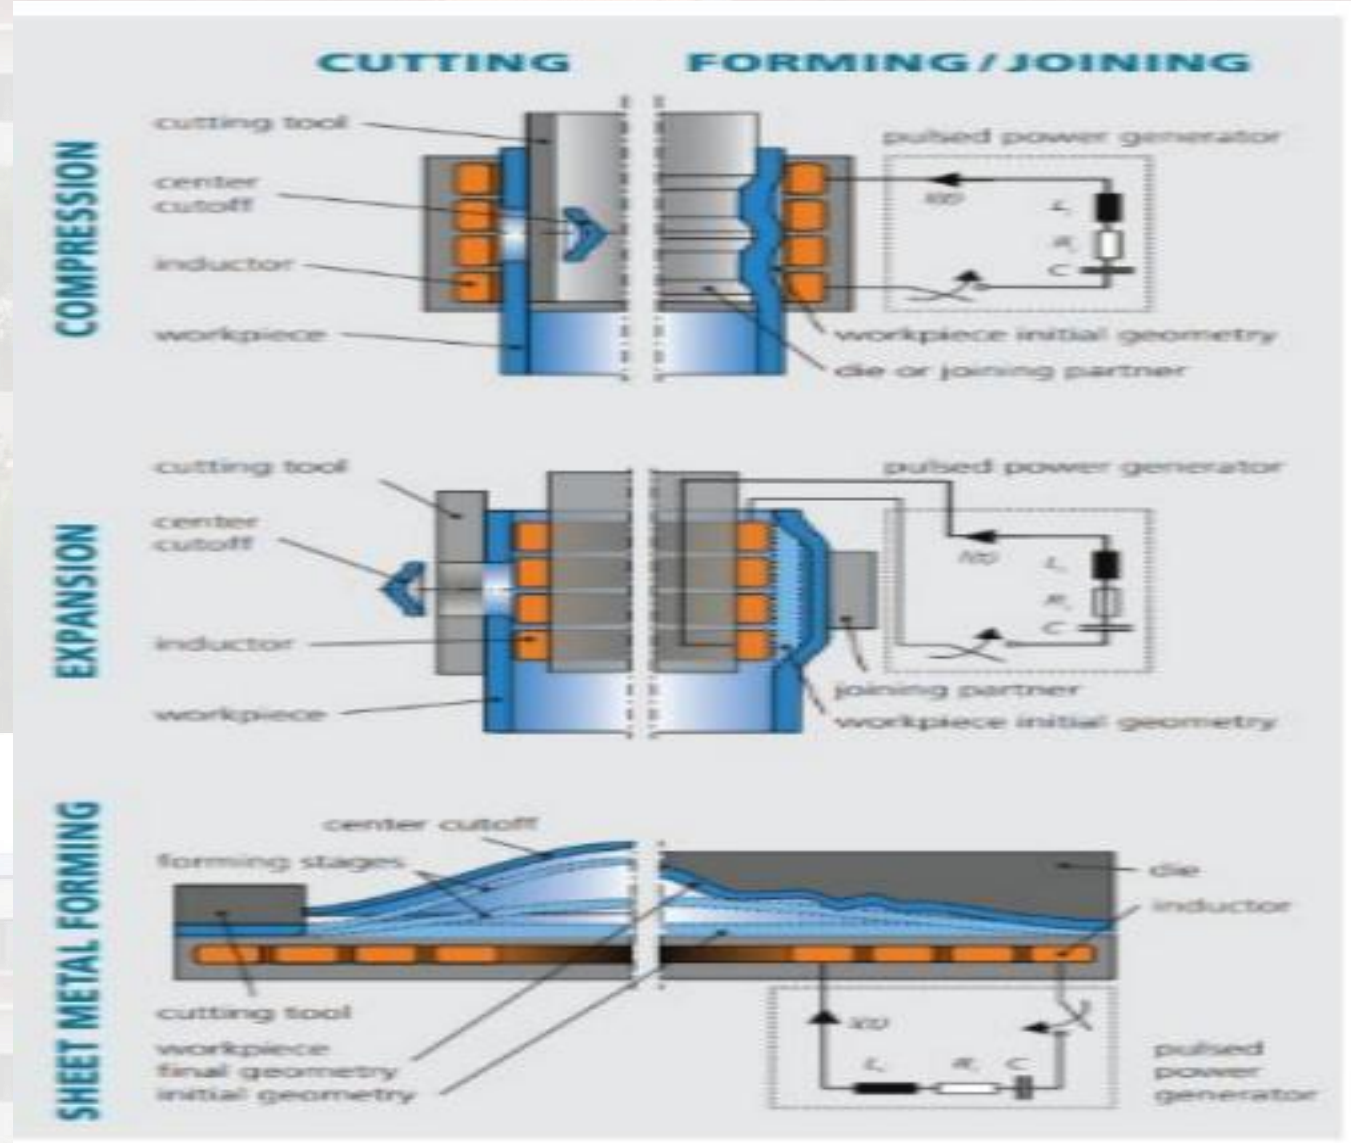 CUTTING
FORMING/JOINING
COMPRESSION
cutting tool
center
cutoff
inductor
workpiece
pulsed power generator
I(t)
C
workpiece initial geometry
die or joining partner
EXPANSION
cutting tool
center
cutoff
inductor
workpiece
pulsed power generator
I(t)
C
joining partner
workpiece initial geometry
SHEET METAL FORMING
center cutoff
forming stages
die
inductor
cutting tool
workpiece
final geometry
initial geometry
I(t)
C
pulsed
power
generator